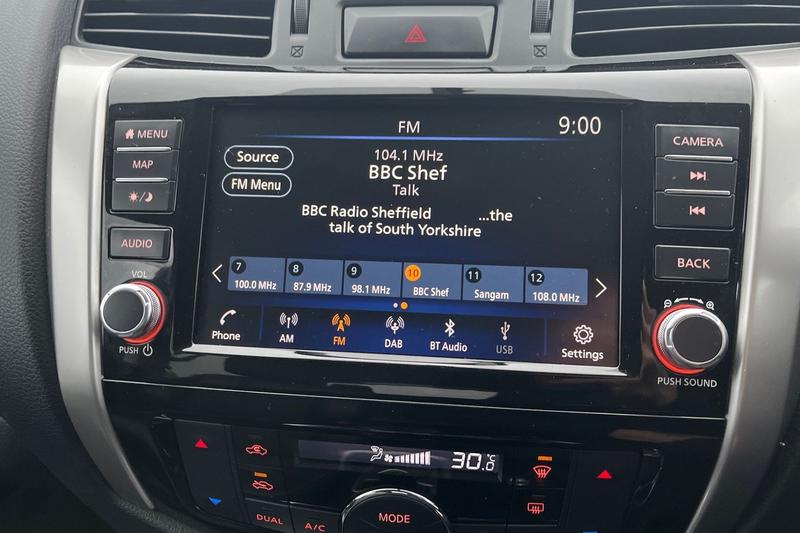 FM
9:00
MENU
MAP
AUDIO
VOL
PUSH
Source
FM Menu
104.1 MHz
BBC Shef
Talk
BBC Radio Sheffield ...the
talk of South Yorkshire
7
100.0 MHz
8
87.9 MHz
9
98.1 MHz
10
BBC Shef
11
Sangam
12
108.0 MHz
Phone
AM
FM
DAB
BT Audio
USB
Settings
CAMERA
BACK
PUSH SOUND
30.0°C
DUAL
A/C
MODE